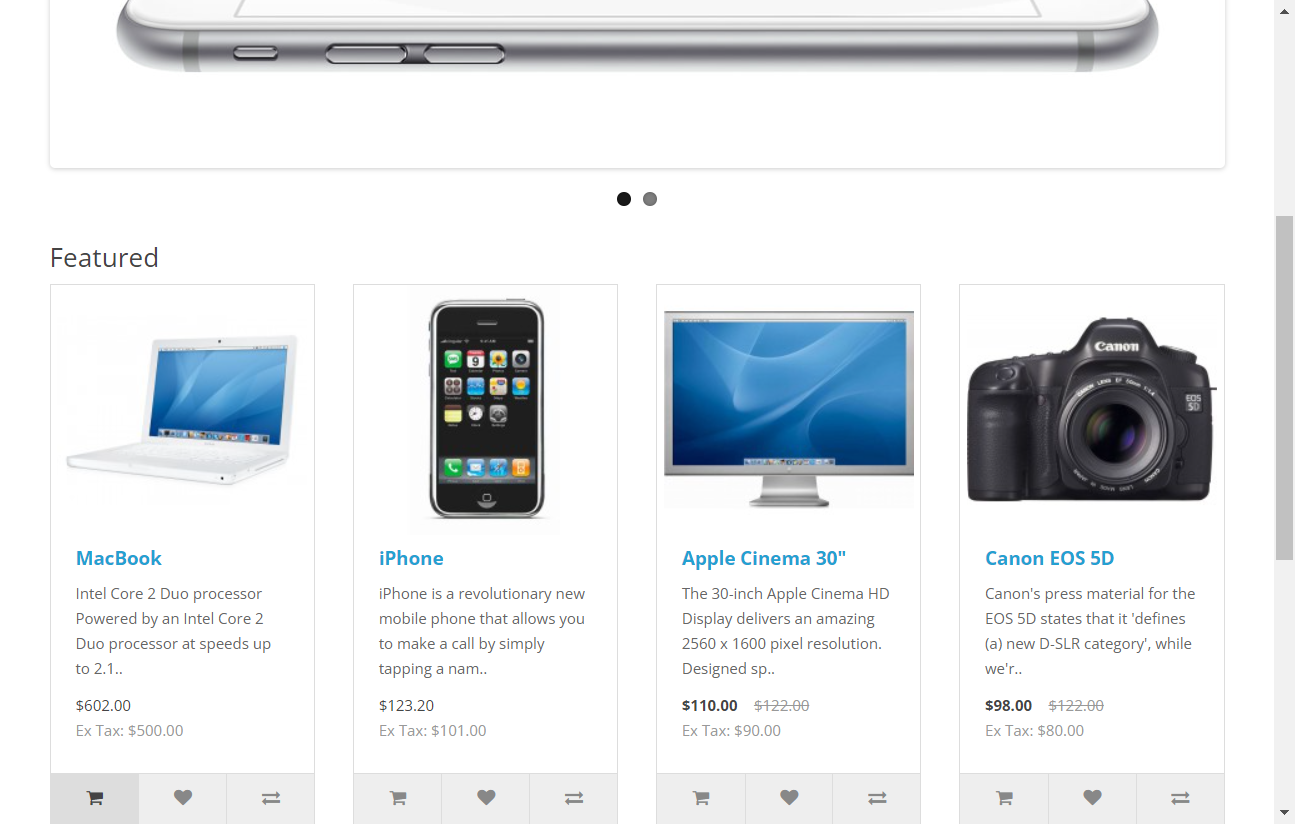 Featured
Canon
EOS
5D
MacBook
Intel Core 2 Duo processor
Powered by an Intel Core 2
Duo processor at speeds up
to 2.1..
$602.00
Ex Tax: $500.00
iPhone
iPhone is a revolutionary new
mobile phone that allows you
to make a call by simply
tapping a nam..
$123.20
Ex Tax: $101.00
Apple Cinema 30"
The 30-inch Apple Cinema HD
Display delivers an amazing
2560 x 1600 pixel resolution.
Designed sp..
$110.00 $122.00
Ex Tax: $90.00
Canon EOS 5D
Canon's press material for the
EOS 5D states that it 'defines
(a) new D-SLR category', while
we'r..
$98.00 $122.00
Ex Tax: $80.00